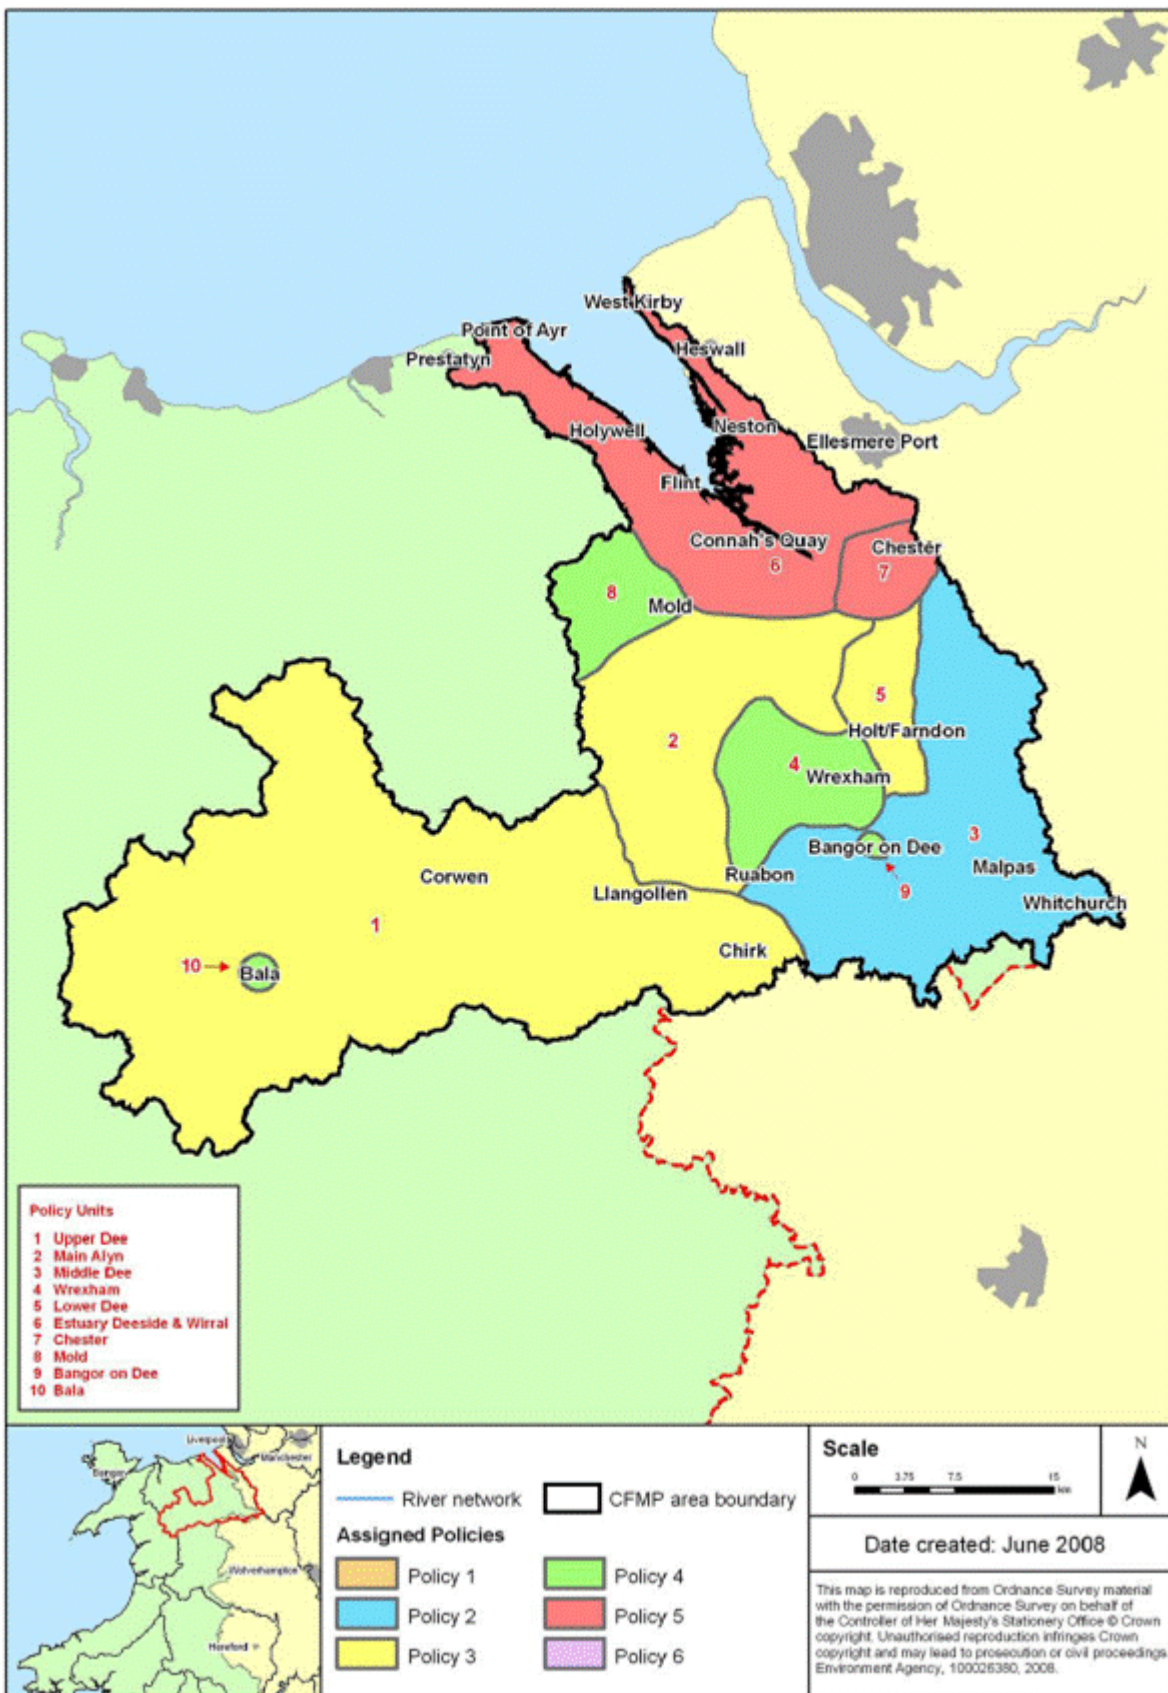 West Kirby
Point of Ayr
Heswall
Prestatyn
Neston
Holywell
Ellesmere Port
Flint
Connah's Quay
Chester
6
7
8
Mold
5
2
Holt/Farndon
4
Wrexham
3
Bangor on Dee
Malpas
Ruabon
Corwen
9
Llangollen
Whitchurch
1
Chirk
10
Bala
Policy Units
1 Upper Dee
2 Main Alyn
3 Middle Dee
4 Wrexham
5 Lower Dee
6 Estuary Deeside & Wirral
7 Chester
8 Mold
9 Bangor on Dee
10 Bala
Liverpool
Manchester
Bangor
Wolverhampton
Hereford
Legend
River network
CFMP area boundary
Assigned Policies
Policy 1
Policy 4
Policy 2
Policy 5
Policy 3
Policy 6
Scale
0 3.75 7.5 15
km
N
Date created: June 2008
This map is reproduced from Ordnance Survey material
with the permission of Ordnance Survey on behalf of
the Controller of Her Majesty's Stationery Office © Crown
copyright. Unauthorised reproduction infringes Crown
copyright and may lead to prosecution or civil proceedings.
Environment Agency, 100026380, 2008.